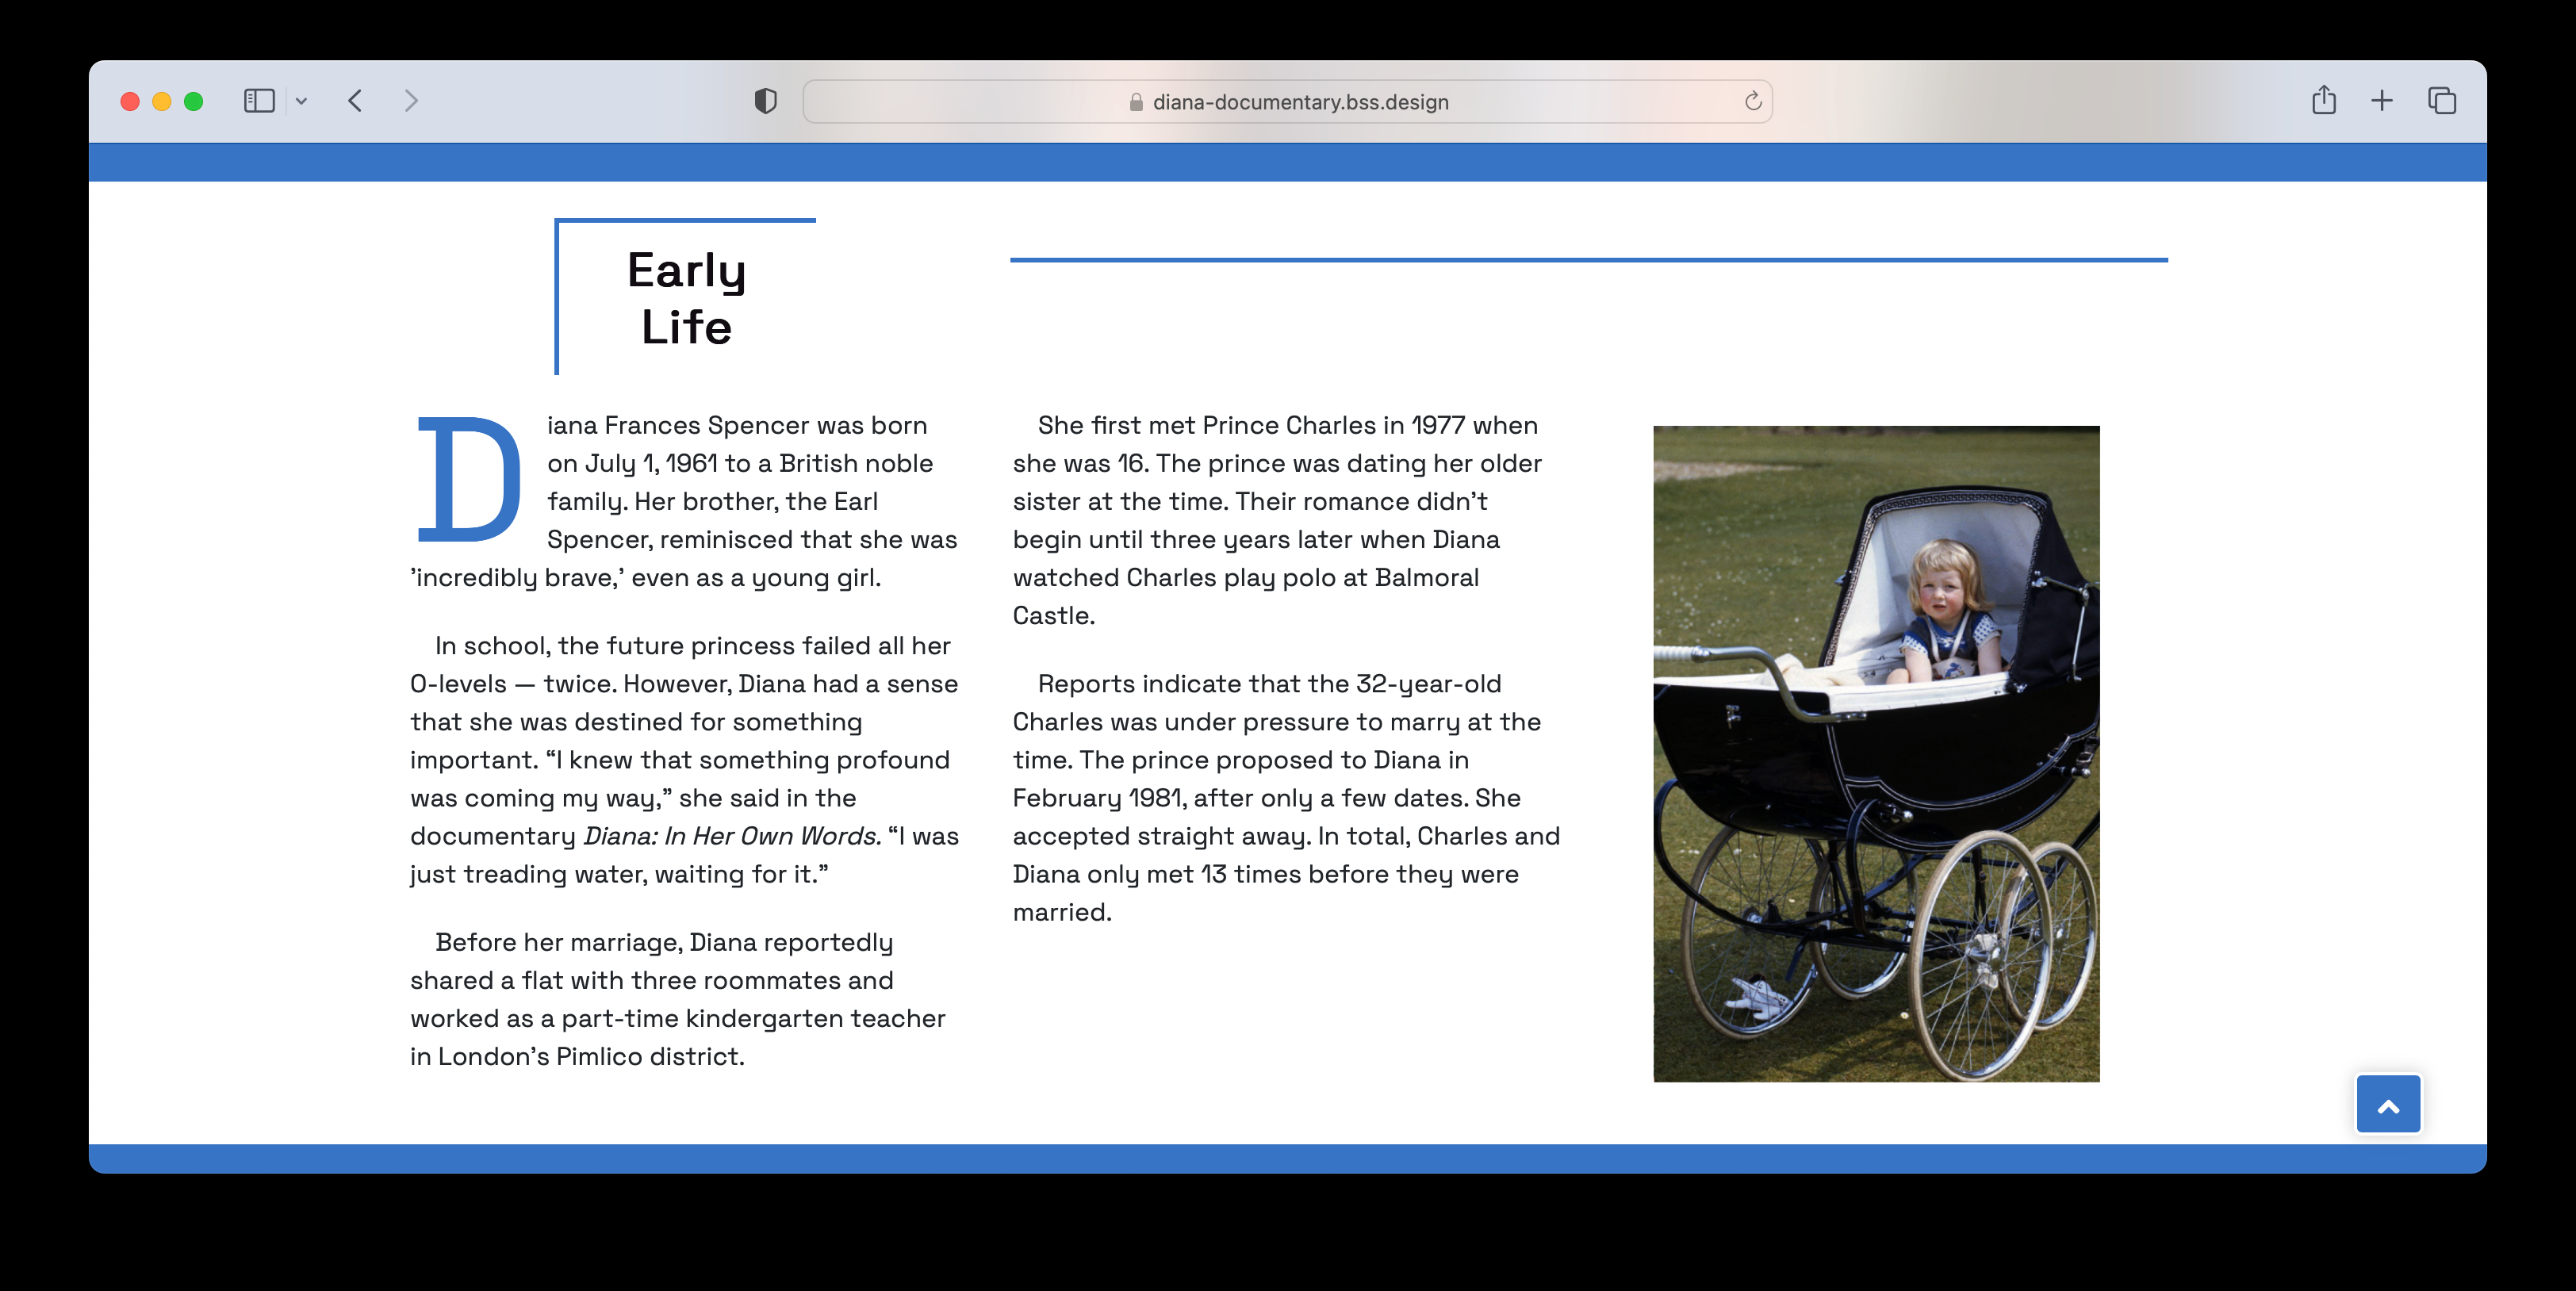 diana-documentary.bss.design
Early
Life
Diana Frances Spencer was born
on July 1, 1961 to a British noble
family. Her brother, the Earl
Spencer, reminisced that she was
’incredibly brave,’ even as a young girl.
In school, the future princess failed all her
O-levels — twice. However, Diana had a sense
that she was destined for something
important. “I knew that something profound
was coming my way,” she said in the
documentary Diana: In Her Own Words. “I was
just treading water, waiting for it.”
Before her marriage, Diana reportedly
shared a flat with three roommates and
worked as a part-time kindergarten teacher
in London’s Pimlico district.
She first met Prince Charles in 1977 when
she was 16. The prince was dating her older
sister at the time. Their romance didn’t
begin until three years later when Diana
watched Charles play polo at Balmoral
Castle.
Reports indicate that the 32-year-old
Charles was under pressure to marry at the
time. The prince proposed to Diana in
February 1981, after only a few dates. She
accepted straight away. In total, Charles and
Diana only met 13 times before they were
married.